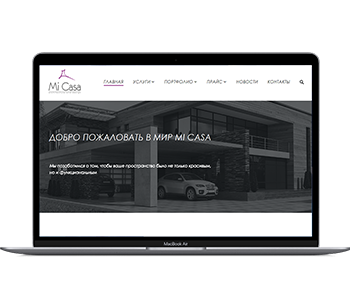 Mi Casa
ГЛАВНАЯ УСЛУГИ ПОРТФОЛИО ПРАЙС НОВОСТИ КОНТАКТЫ
ДОБРО ПОЖАЛОВАТЬ В МИР MI CASA
Мы позаботимся о том, чтобы ваше пространство было не только красивым,
но и функциональным
MacBook Air